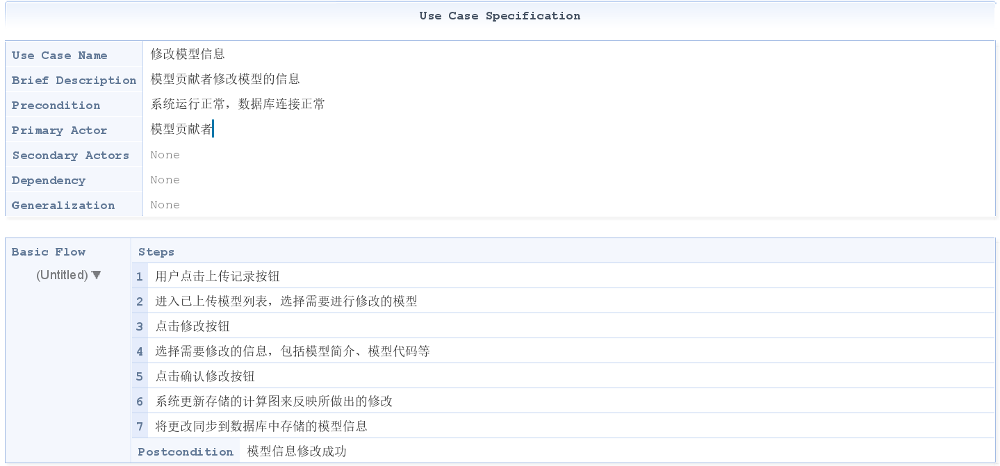 Use Case Specification
Use Case Name 修改模型信息
Brief Description 模型贡献者修改模型的信息
Precondition 系统运行正常，数据库连接正常
Primary Actor 模型贡献者
Secondary Actors None
Dependency None
Generalization None
Basic Flow Steps
(Untitled) ▼ 1 用户点击上传记录按钮
2 进入已上传模型列表，选择需要进行修改的模型
3 点击修改按钮
4 选择需要修改的信息，包括模型简介、模型代码等
5 点击确认修改按钮
6 系统更新存储的计算图来反映所做出的修改
7 将更改同步到数据库中存储的模型信息
Postcondition 模型信息修改成功